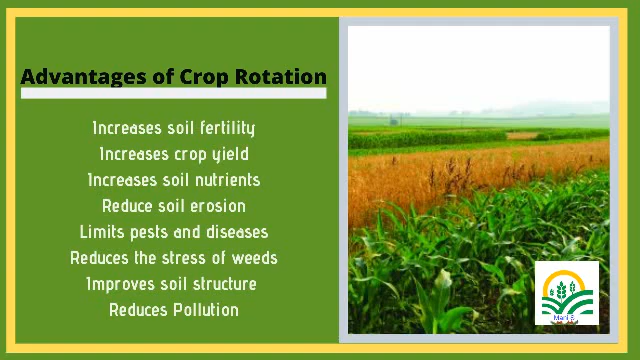 Advantages of Crop Rotation
Increases soil fertility
Increases crop yield
Increases soil nutrients
Reduce soil erosion
Limits pests and diseases
Reduces the stress of weeds
Improves soil structure
Reduces Pollution